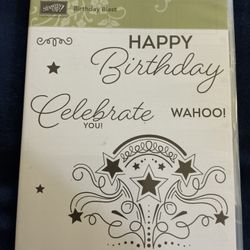 STAMPIN' UP!
Birthday Blast
HAPPY
Birthday
Celebrate
YOU!
WAHOO!